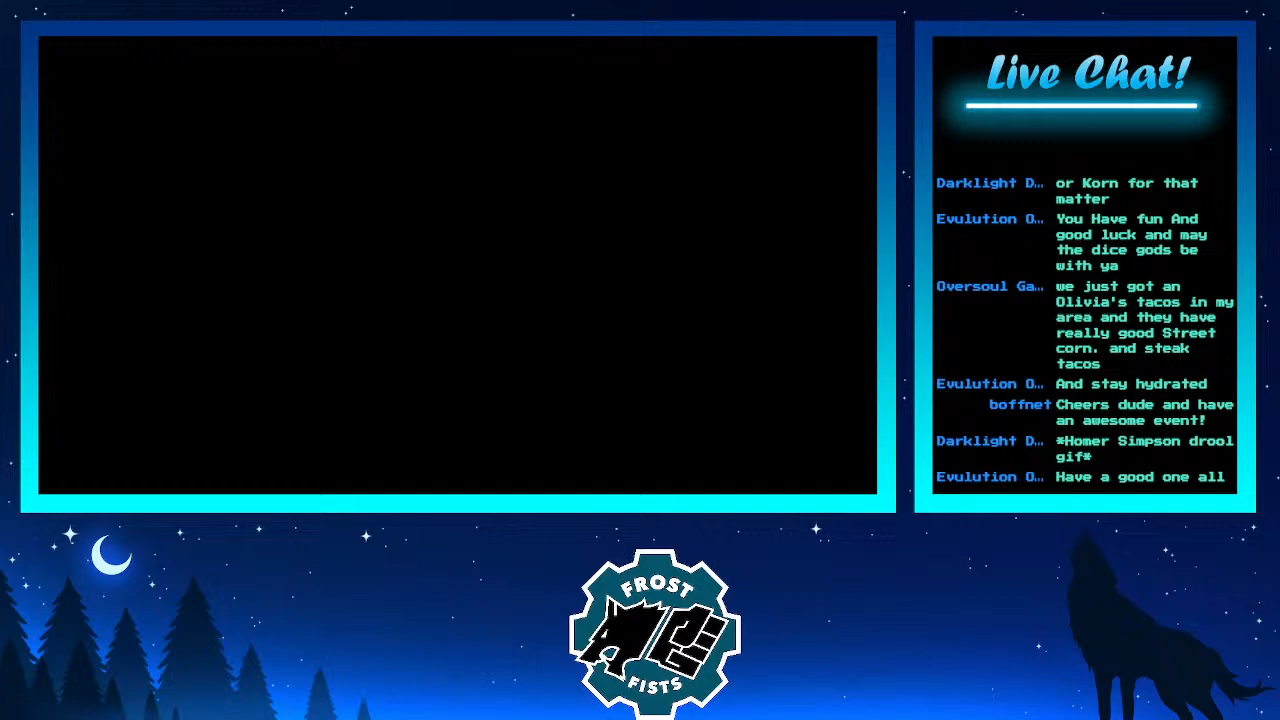 Live Chat!
Darklight D… or Korn for that
matter
Evulution O… You Have fun And
good luck and may
the dice gods be
with ya
Oversoul Ga… we just got an
Olivia's tacos in my
area and they have
really good Street
corn. and steak
tacos
Evulution O… And stay hydrated
boffnet Cheers dude and have
an awesome event!
Darklight D… *Homer Simpson drool
gif*
Evulution O… Have a good one all
FROST
FISTS